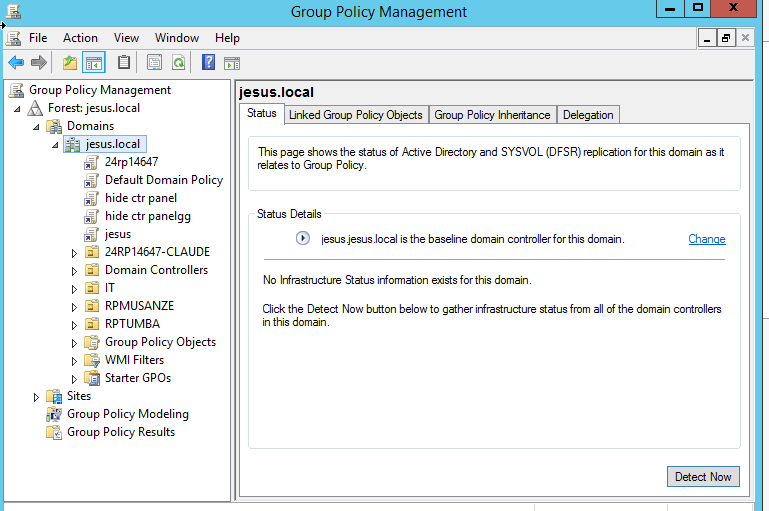 Group Policy Management
File Action View Window Help
Group Policy Management
Forest: jesus.local
Domains
jesus.local
24rp14647
Default Domain Policy
hide ctr panel
hide ctr panelgg
jesus
24RP14647-CLAUDE
Domain Controllers
IT
RPMUSANZE
RPTUMBA
Group Policy Objects
WMI Filters
Starter GPOs
Sites
Group Policy Modeling
Group Policy Results
jesus.local
Status Linked Group Policy Objects Group Policy Inheritance Delegation
This page shows the status of Active Directory and SYSVOL (DFSR) replication for this domain as it
relates to Group Policy.
Status Details
jesus.jesus.local is the baseline domain controller for this domain. Change
No Infrastructure Status information exists for this domain.
Click the Detect Now button below to gather infrastructure status from all of the domain controllers
in this domain.
Detect Now